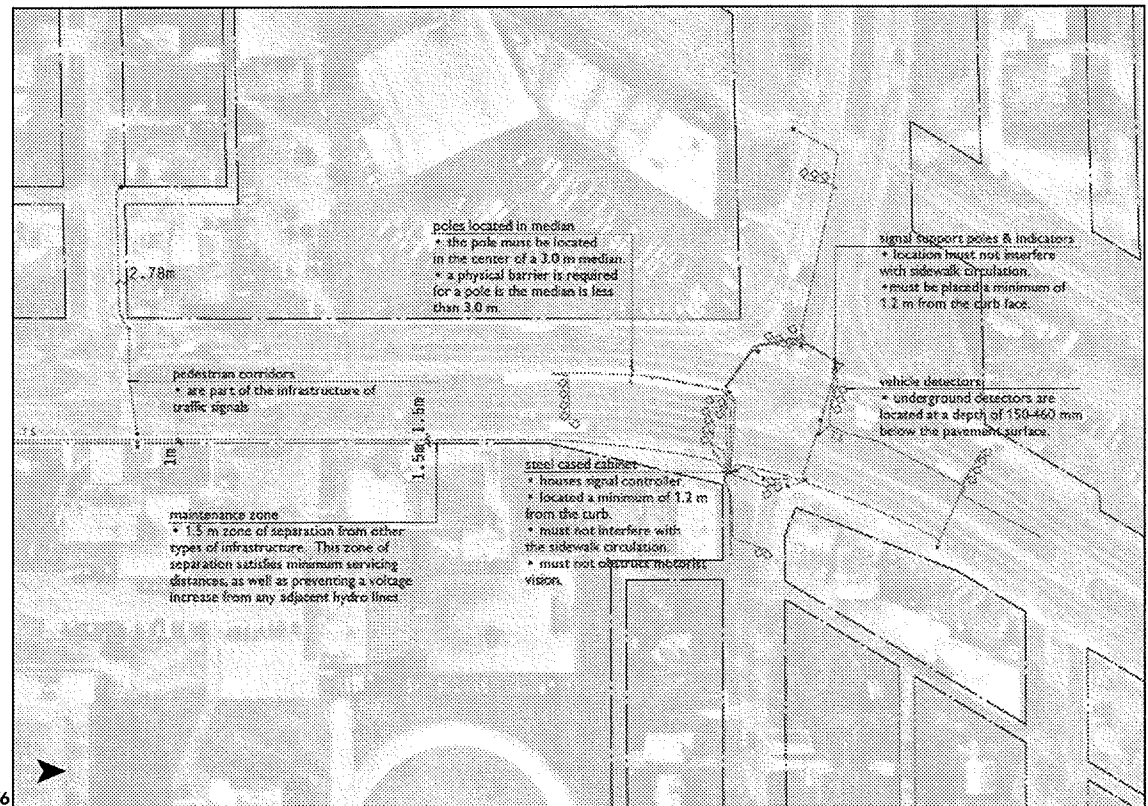 poles located in median
• the pole must be located
in the center of a 3.0 m median.
• a physical barrier is required
for a pole is the median is less
than 3.0 m.
signal support poles & indicators
• location must not interfere
with sidewalk circulation.
• must be placed a minimum of
1.2 m from the curb face.
2.78m
pedestrian corridors
• are part of the infrastructure of
traffic signals
vehicle detectors
• underground detectors are
located at a depth of 150-460 mm
below the pavement surface.
T.S.
1m
1.5m
1.5m
steel cased cabinet
• houses signal controller
• located a minimum of 1.2 m
from the curb.
• must not interfere with
the sidewalk circulation.
• must not obstruct motorist
vision.
maintenance zone
• 1.5 m zone of separation from other
types of infrastructure. This zone of
separation satisfies minimum servicing
distances, as well as preventing a voltage
increase from any adjacent hydro lines
6